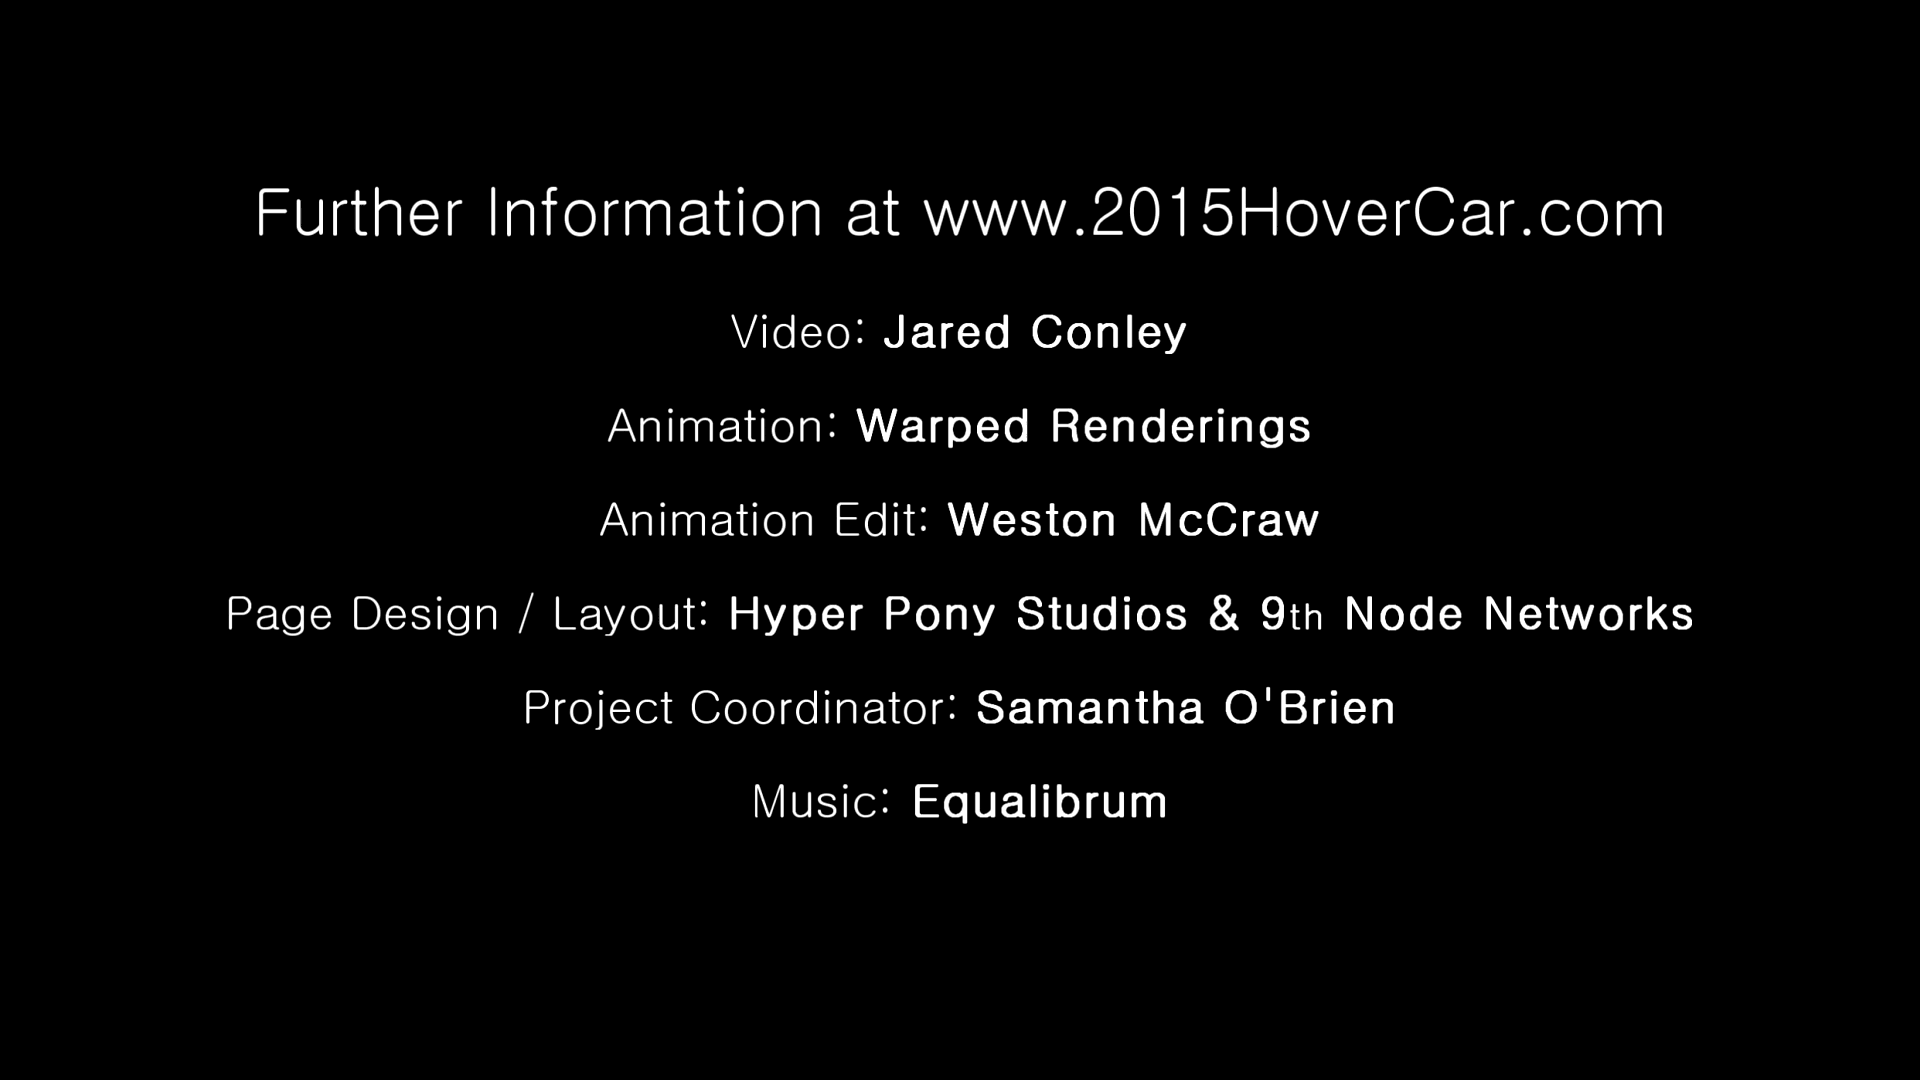 Further Information at www.2015HoverCar.com
Video: Jared Conley
Animation: Warped Renderings
Animation Edit: Weston McCraw
Page Design / Layout: Hyper Pony Studios & 9th Node Networks
Project Coordinator: Samantha O'Brien
Music: Equalibrum